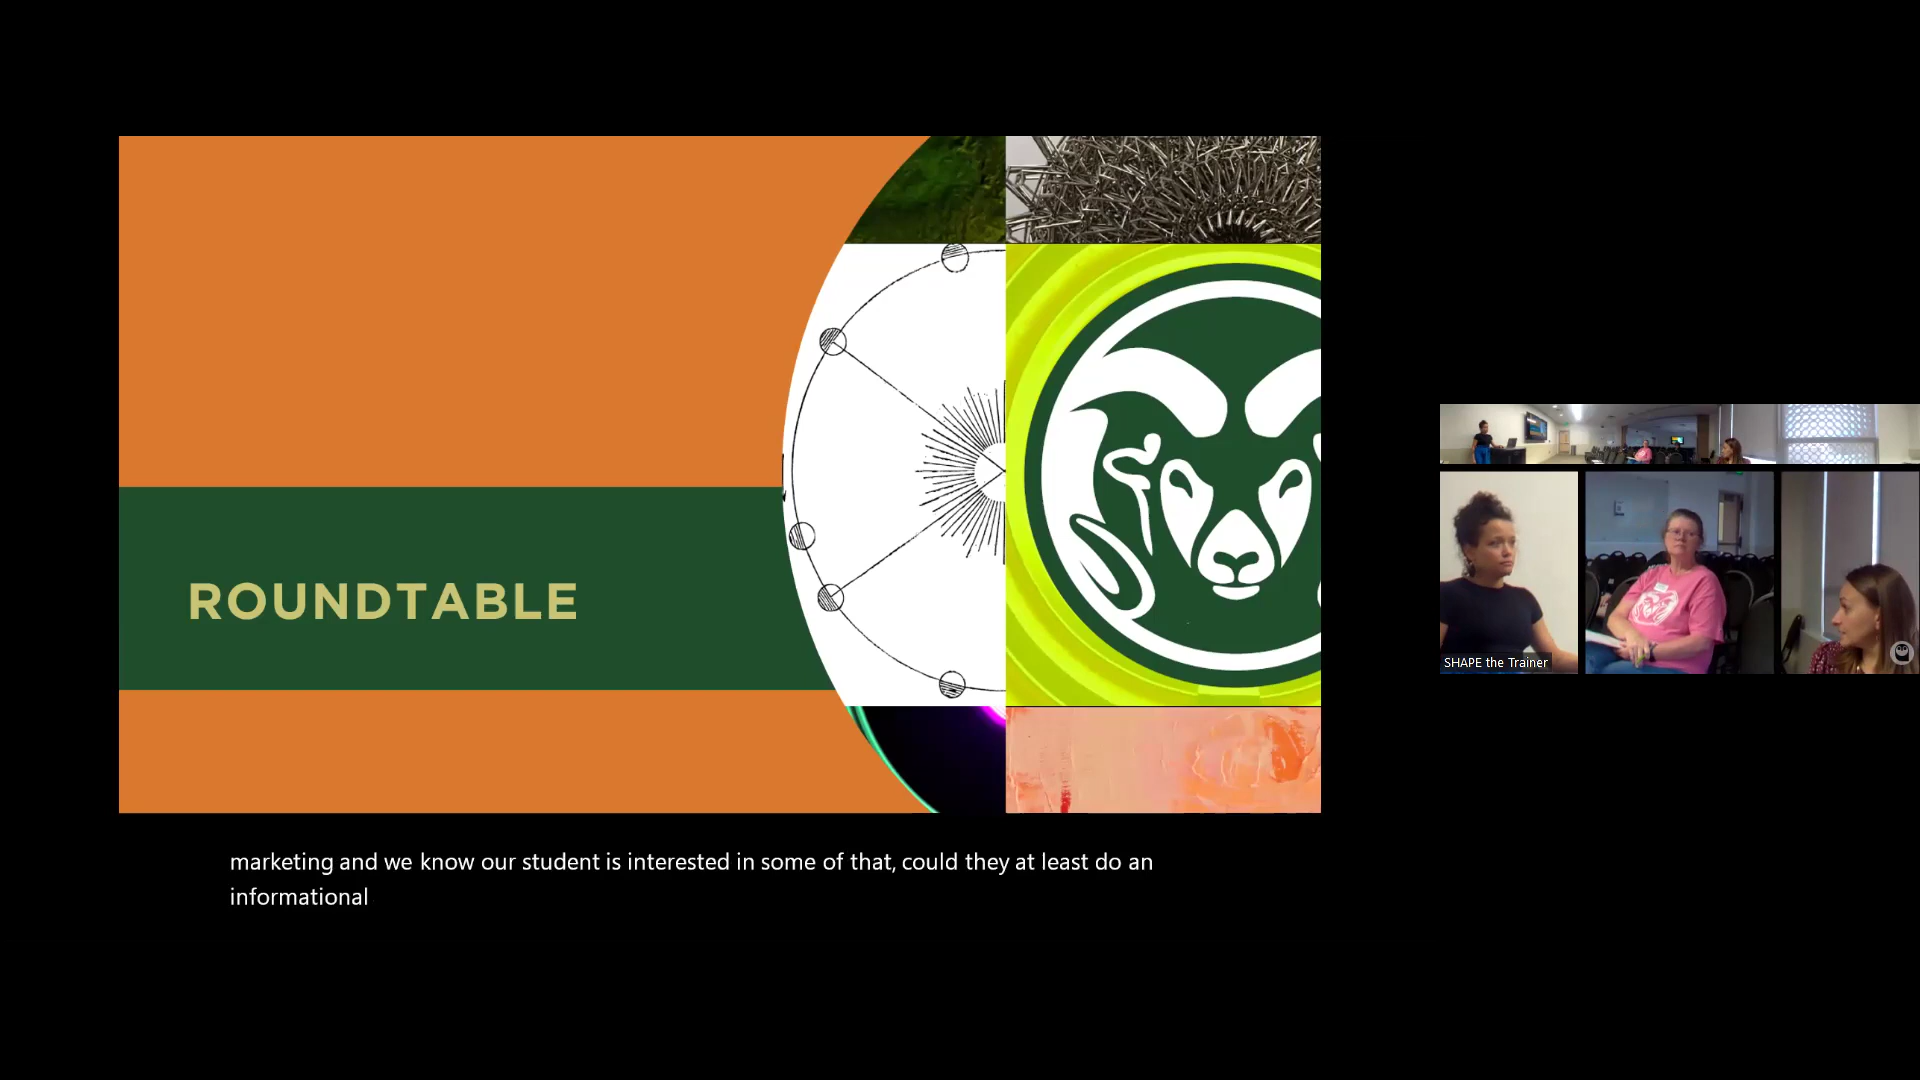 ROUNDTABLE
SHAPE the Trainer
marketing and we know our student is interested in some of that, could they at least do an
informational